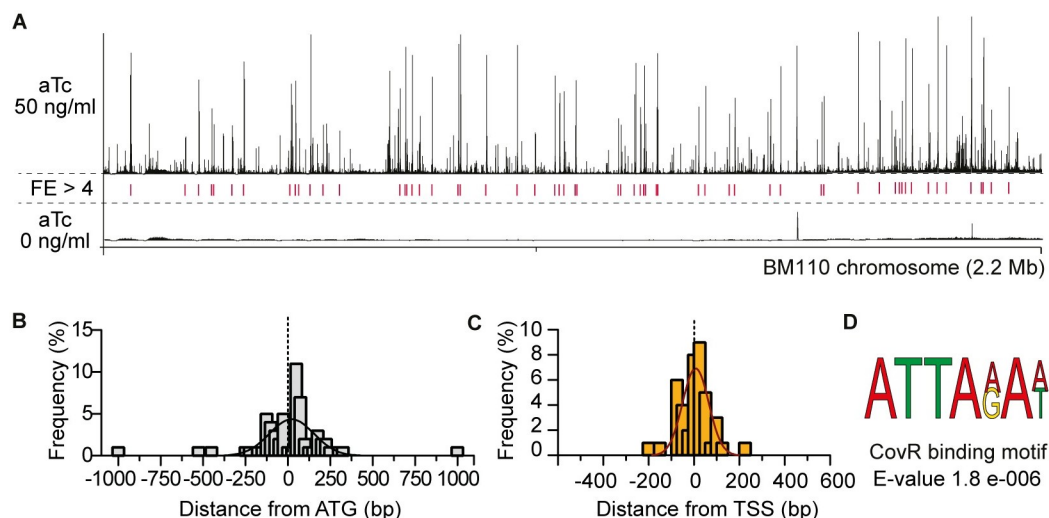 A
aTc
50 ng/ml
FE > 4
aTc
0 ng/ml
BM110 chromosome (2.2 Mb)
B
Frequency (%)
15
10
5
0
-1000 -750 -500 -250 0 250 500 750 1000
Distance from ATG (bp)
C
Frequency (%)
10
8
6
4
2
0
-400 -200 0 200 400 600
Distance from TSS (bp)
D
ATTAAAA
GT
CovR binding motif
E-value 1.8 e-006